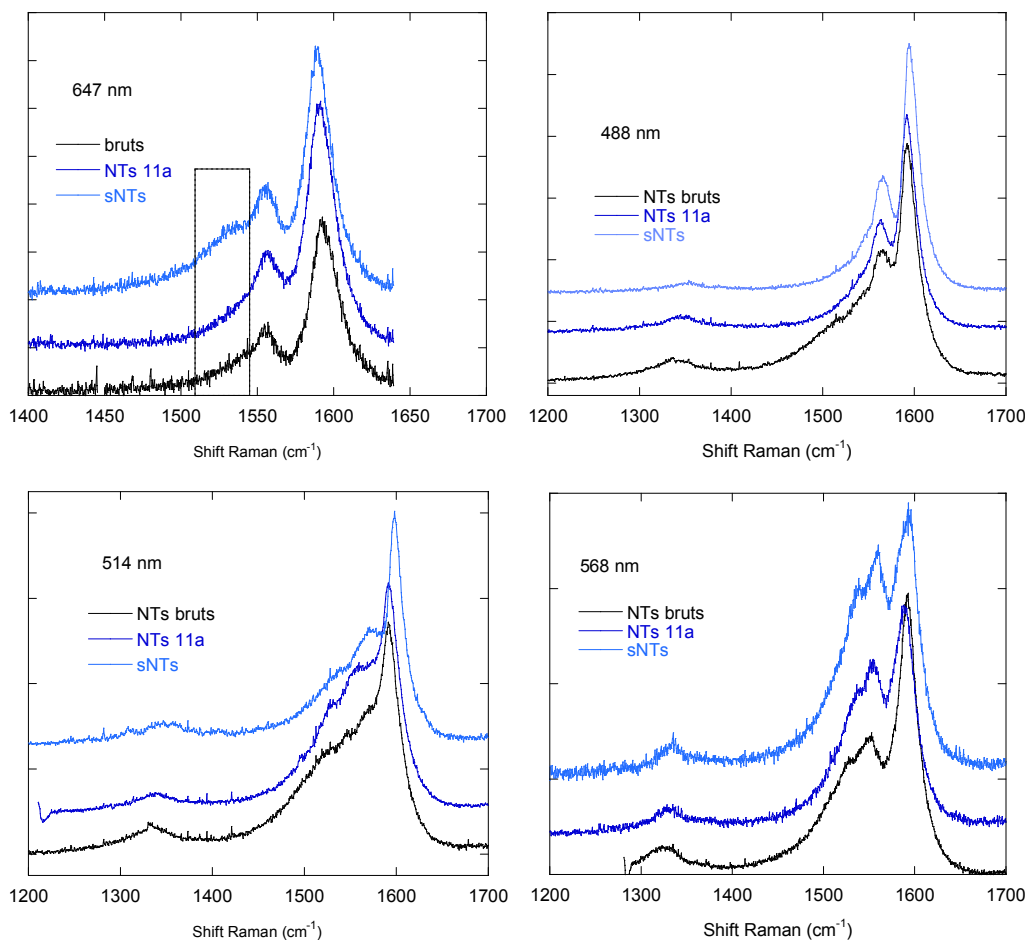 647 nm
bruts
NTs 11a
sNTs
1400 1450 1500 1550 1600 1650 1700
Shift Raman (cm-1)
488 nm
NTs bruts
NTs 11a
sNTs
1200 1300 1400 1500 1600 1700
Shift Raman (cm-1)
514 nm
NTs bruts
NTs 11a
sNTs
1200 1300 1400 1500 1600 1700
Shift Raman (cm-1)
568 nm
NTs bruts
NTs 11a
sNTs
1200 1300 1400 1500 1600 1700
Shift Raman (cm-1)